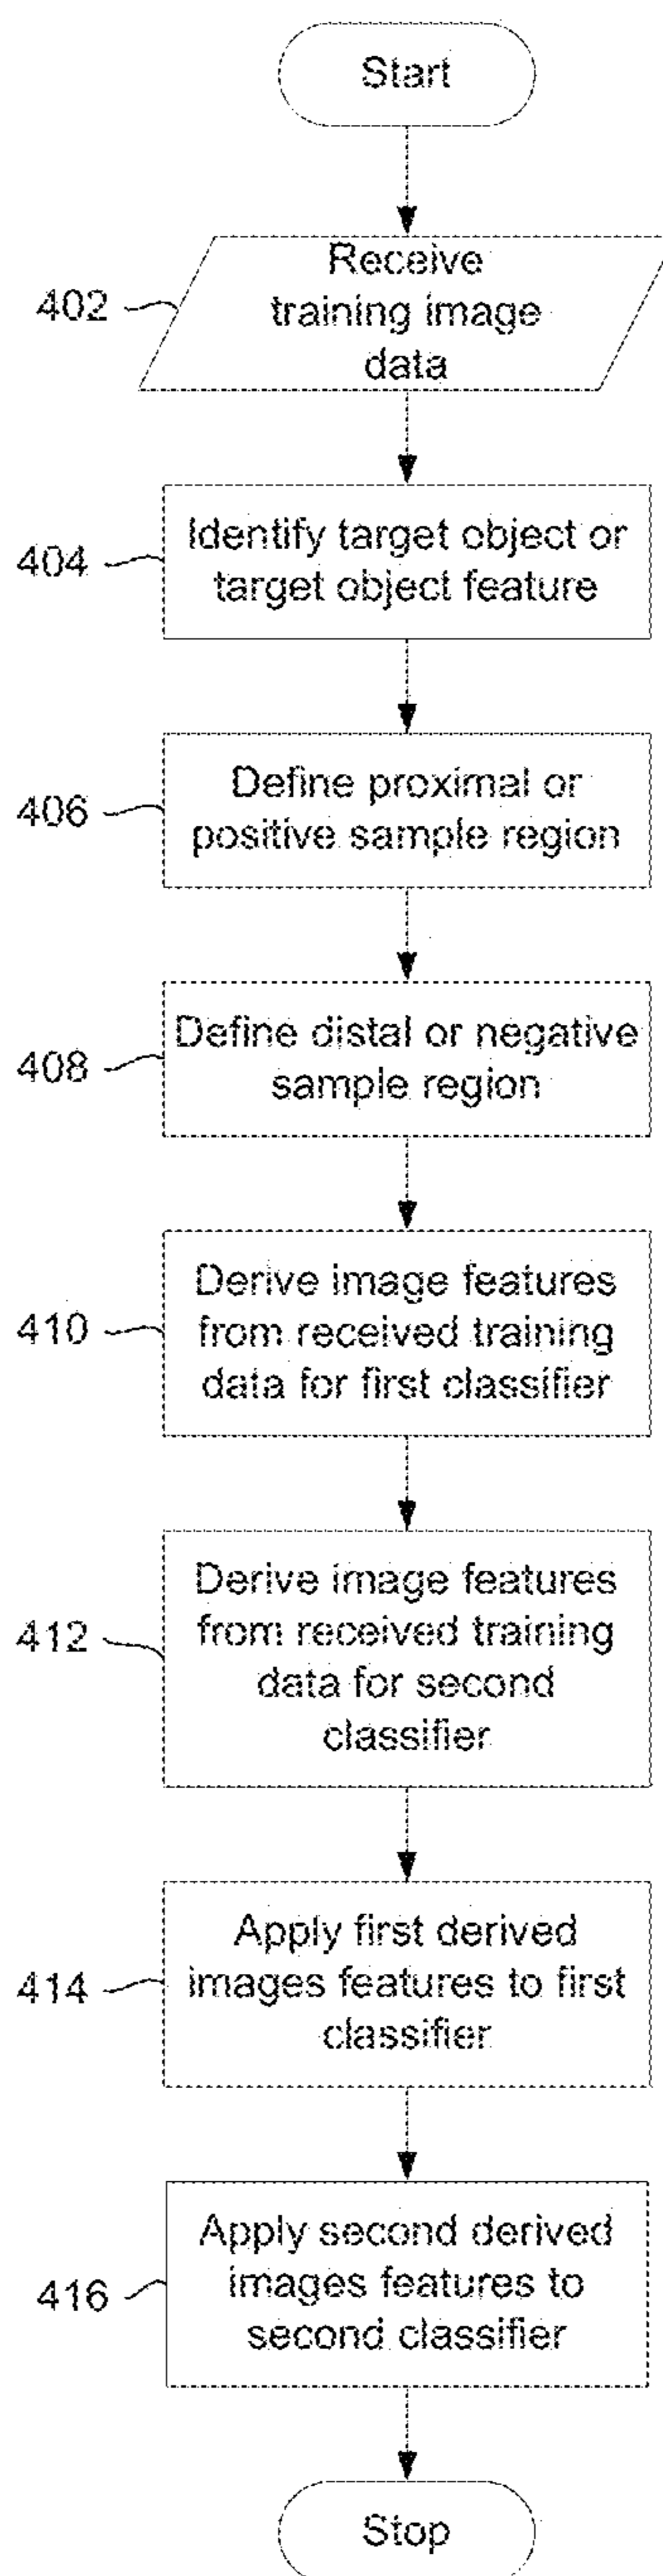 Start
Receive
402
training image
data
Identify target object or
404
target object feature
Define proximal or
406
positive sample region
Define distal or negative
408
sample region
Derive image features
410
from received training
data for first classifier
Derive image features
412
from received training
data for second
classifier
Apply first derived
414
images features to first
classifier
Apply second derived
416
images features to
second classifier
Stop